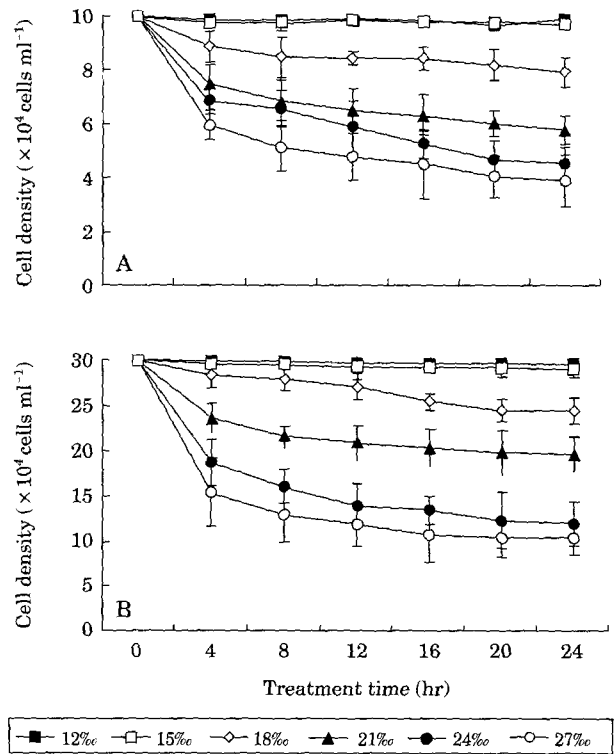 Cell density (×10⁴ cells ml⁻¹)
10
8
6
4
2
0
A
Cell density (×10⁴ cells ml⁻¹)
30
25
20
15
10
5
0
B
0 4 8 12 16 20 24
Treatment time (hr)
12‰ 15‰ 18‰ 21‰ 24‰ 27‰